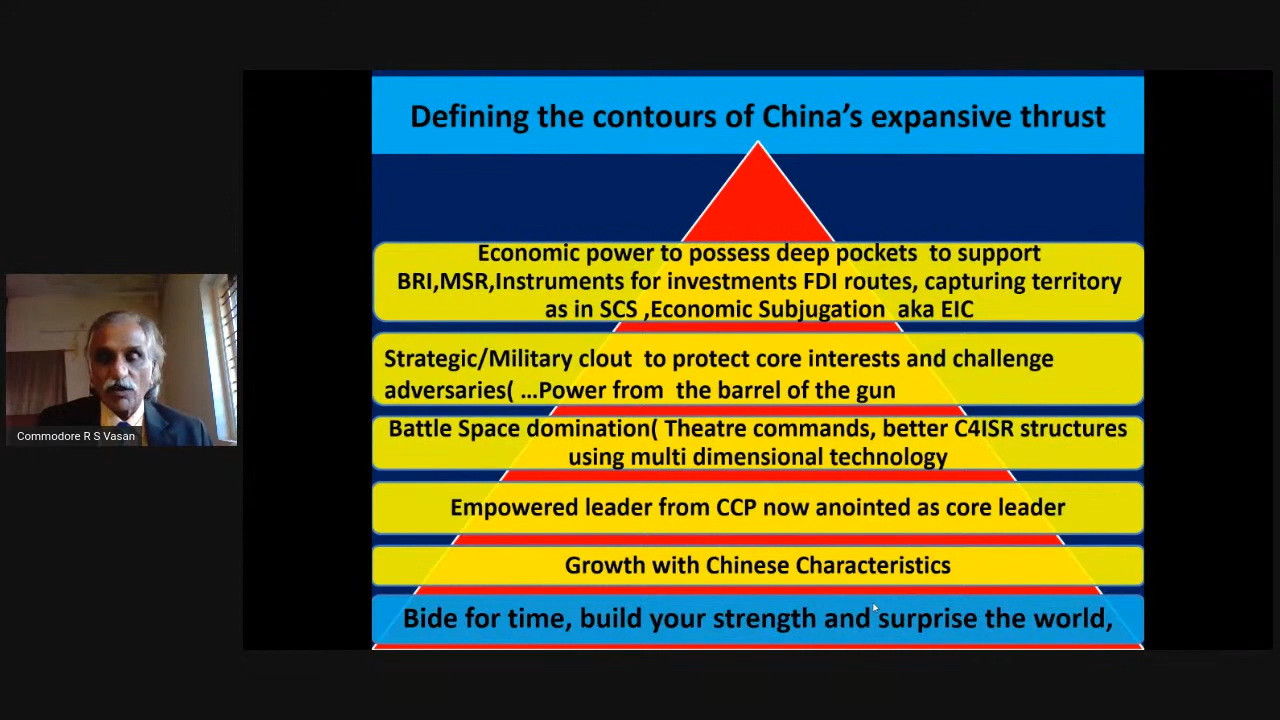 Defining the contours of China's expansive thrust
Economic power to possess deep pockets to support
BRI,MSR,Instruments for investments FDI routes, capturing territory
as in SCS ,Economic Subjugation aka EIC
Strategic/Military clout to protect core interests and challenge
adversaries( ...Power from the barrel of the gun
Battle Space domination( Theatre commands, better C4ISR structures
using multi dimensional technology
Empowered leader from CCP now anointed as core leader
Growth with Chinese Characteristics
Bide for time, build your strength and surprise the world,
Commodore R S Vasan